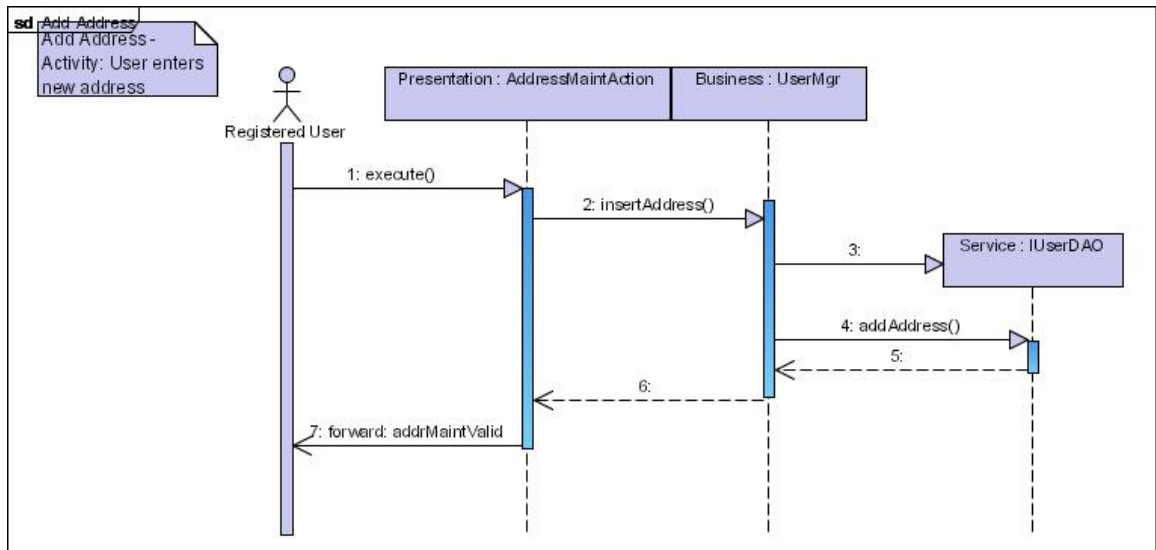 sd Add Address
Add Address -
Activity: User enters
new address
Presentation : AddressMaintAction
Business : UserMgr
Registered User
1: execute()
2: insertAddress()
Service : IUserDAO
3:
4: addAddress()
5:
6:
7: forward: addrMaintValid